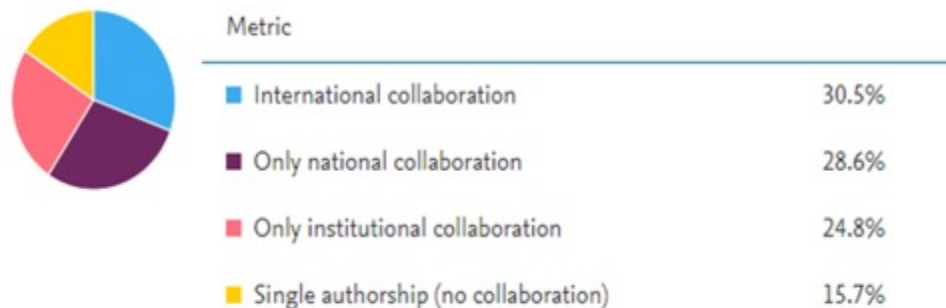 Metric
International collaboration 30.5%
Only national collaboration 28.6%
Only institutional collaboration 24.8%
Single authorship (no collaboration) 15.7%